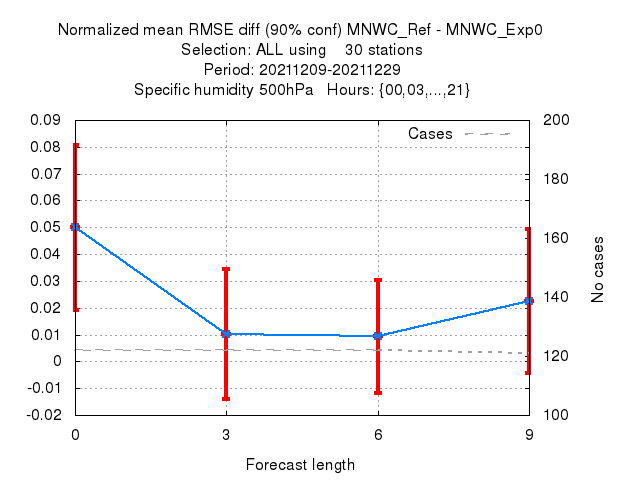 Normalized mean RMSE diff (90% conf) MNWC_Ref - MNWC_Exp0
Selection: ALL using 30 stations
Period: 20211209-20211229
Specific humidity 500hPa Hours: {00,03,...,21}
Cases
0.09
0.08
0.07
0.06
0.05
0.04
0.03
0.02
0.01
0
-0.01
-0.02
200
180
160
140
120
100
No cases
0 3 6 9
Forecast length